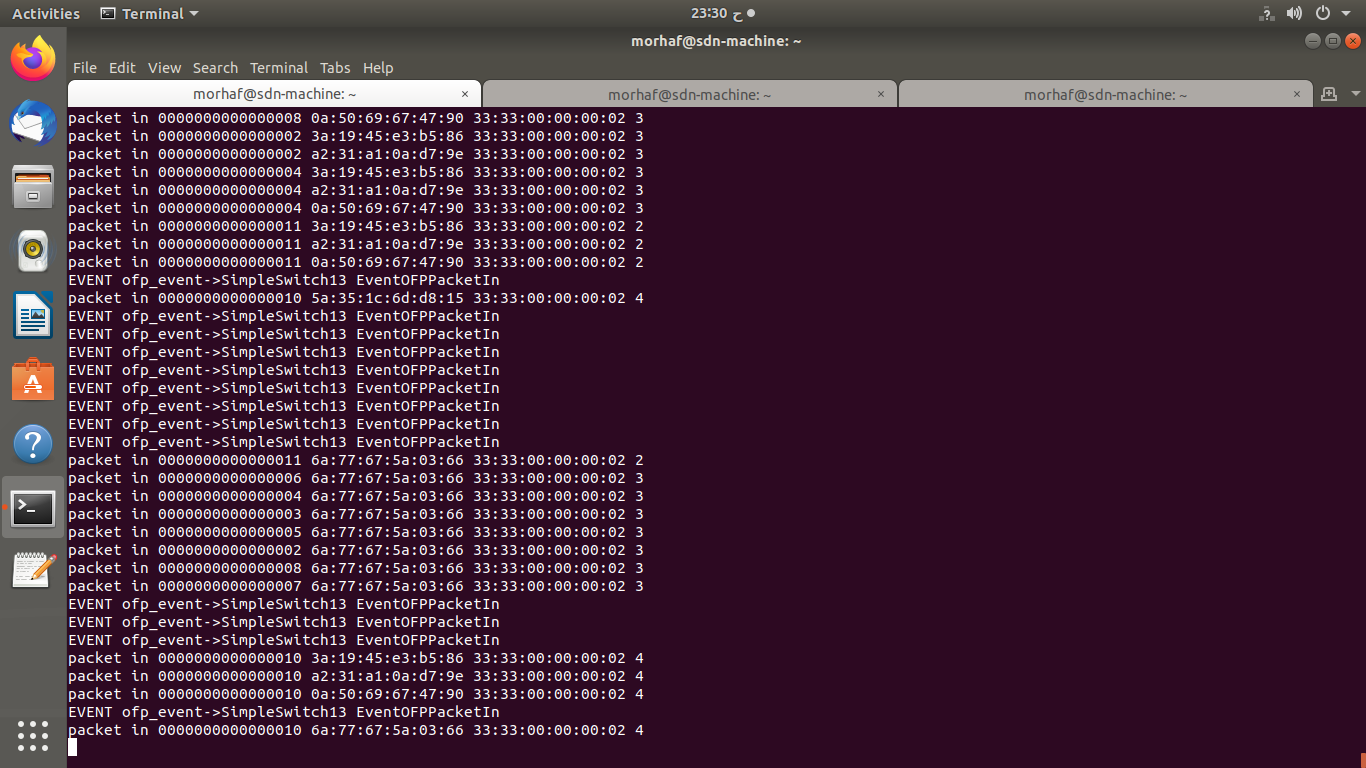 Activities Terminal 23:30 ح
morhaf@sdn-machine: ~
File Edit View Search Terminal Tabs Help
morhaf@sdn-machine: ~ × morhaf@sdn-machine: ~ × morhaf@sdn-machine: ~ ×
packet in 0000000000000008 0a:50:69:67:47:90 33:33:00:00:00:02 3
packet in 0000000000000002 3a:19:45:e3:b5:86 33:33:00:00:00:02 3
packet in 0000000000000002 a2:31:a1:0a:d7:9e 33:33:00:00:00:02 3
packet in 0000000000000004 3a:19:45:e3:b5:86 33:33:00:00:00:02 3
packet in 0000000000000004 a2:31:a1:0a:d7:9e 33:33:00:00:00:02 3
packet in 0000000000000004 0a:50:69:67:47:90 33:33:00:00:00:02 3
packet in 0000000000000011 3a:19:45:e3:b5:86 33:33:00:00:00:02 2
packet in 0000000000000011 a2:31:a1:0a:d7:9e 33:33:00:00:00:02 2
packet in 0000000000000011 0a:50:69:67:47:90 33:33:00:00:00:02 2
EVENT ofp_event->SimpleSwitch13 EventOFPPacketIn
packet in 0000000000000010 5a:35:1c:6d:d8:15 33:33:00:00:00:02 4
EVENT ofp_event->SimpleSwitch13 EventOFPPacketIn
EVENT ofp_event->SimpleSwitch13 EventOFPPacketIn
EVENT ofp_event->SimpleSwitch13 EventOFPPacketIn
EVENT ofp_event->SimpleSwitch13 EventOFPPacketIn
EVENT ofp_event->SimpleSwitch13 EventOFPPacketIn
EVENT ofp_event->SimpleSwitch13 EventOFPPacketIn
EVENT ofp_event->SimpleSwitch13 EventOFPPacketIn
EVENT ofp_event->SimpleSwitch13 EventOFPPacketIn
packet in 0000000000000011 6a:77:67:5a:03:66 33:33:00:00:00:02 2
packet in 0000000000000006 6a:77:67:5a:03:66 33:33:00:00:00:02 3
packet in 0000000000000004 6a:77:67:5a:03:66 33:33:00:00:00:02 3
packet in 0000000000000003 6a:77:67:5a:03:66 33:33:00:00:00:02 3
packet in 0000000000000005 6a:77:67:5a:03:66 33:33:00:00:00:02 3
packet in 0000000000000002 6a:77:67:5a:03:66 33:33:00:00:00:02 3
packet in 0000000000000008 6a:77:67:5a:03:66 33:33:00:00:00:02 3
packet in 0000000000000007 6a:77:67:5a:03:66 33:33:00:00:00:02 3
EVENT ofp_event->SimpleSwitch13 EventOFPPacketIn
EVENT ofp_event->SimpleSwitch13 EventOFPPacketIn
EVENT ofp_event->SimpleSwitch13 EventOFPPacketIn
packet in 0000000000000010 3a:19:45:e3:b5:86 33:33:00:00:00:02 4
packet in 0000000000000010 a2:31:a1:0a:d7:9e 33:33:00:00:00:02 4
packet in 0000000000000010 0a:50:69:67:47:90 33:33:00:00:00:02 4
EVENT ofp_event->SimpleSwitch13 EventOFPPacketIn
packet in 0000000000000010 6a:77:67:5a:03:66 33:33:00:00:00:02 4